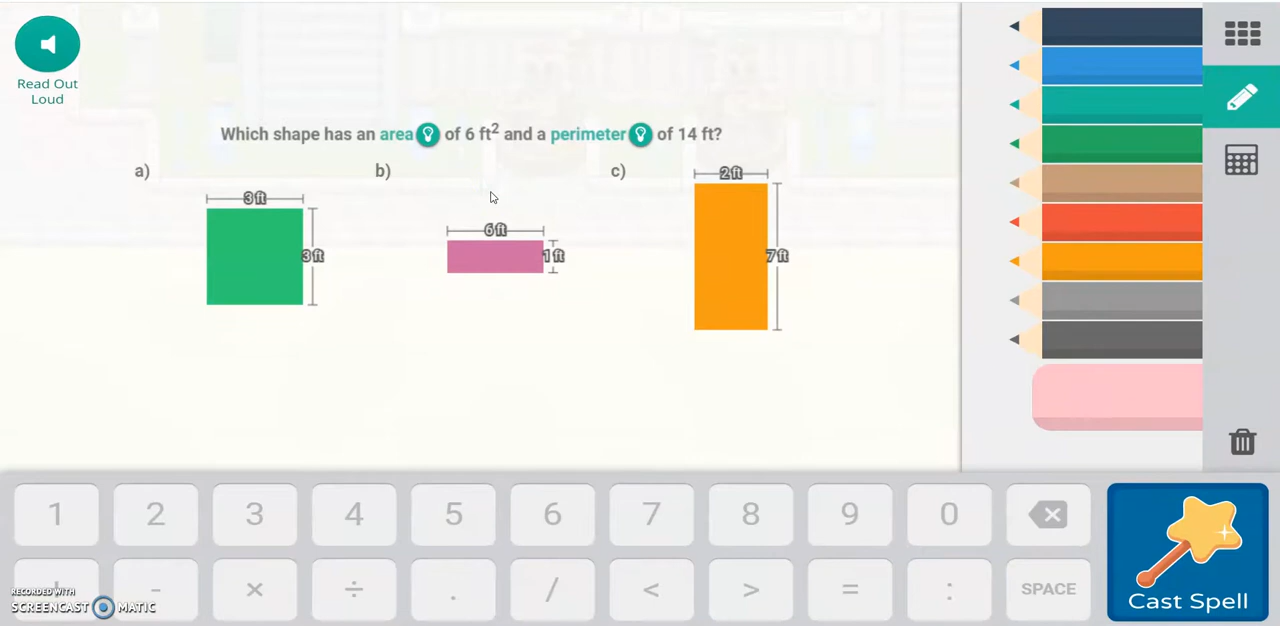 Read Out
Loud
Which shape has an area of 6 ft² and a perimeter of 14 ft?
a)
b)
c)
3 ft
3 ft
6 ft
1 ft
2 ft
7 ft
1 2 3 4 5 6 7 8 9 0
+ - × ÷ . / < > = : SPACE
Cast Spell
RECORDED WITH
SCREENCAST MATIC